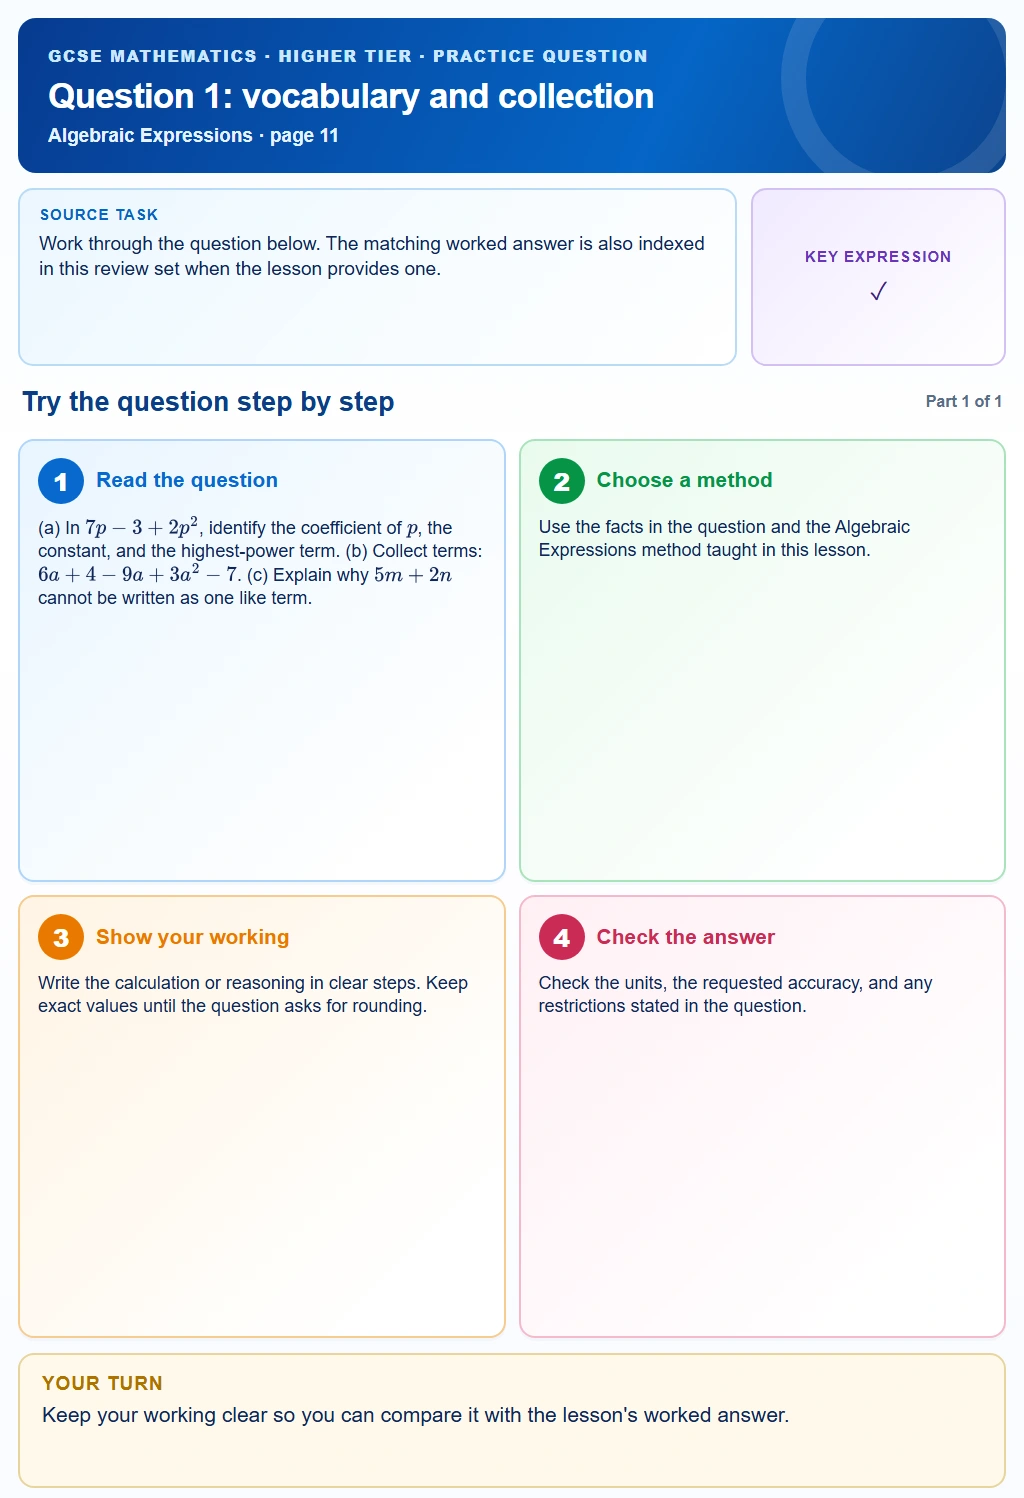 GCSE MATHEMATICS · HIGHER TIER · PRACTICE QUESTION
Question 1: vocabulary and collection
Algebraic Expressions · page 11
SOURCE TASK
Work through the question below. The matching worked answer is also indexed
in this review set when the lesson provides one.
KEY EXPRESSION
✓
Try the question step by step
Part 1 of 1
1 Read the question
(a) In 7p − 3 + 2p², identify the coefficient of p, the
constant, and the highest-power term. (b) Collect terms:
6a + 4 − 9a + 3a² − 7. (c) Explain why 5m + 2n
cannot be written as one like term.
2 Choose a method
Use the facts in the question and the Algebraic
Expressions method taught in this lesson.
3 Show your working
Write the calculation or reasoning in clear steps. Keep
exact values until the question asks for rounding.
4 Check the answer
Check the units, the requested accuracy, and any
restrictions stated in the question.
YOUR TURN
Keep your working clear so you can compare it with the lesson's worked answer.